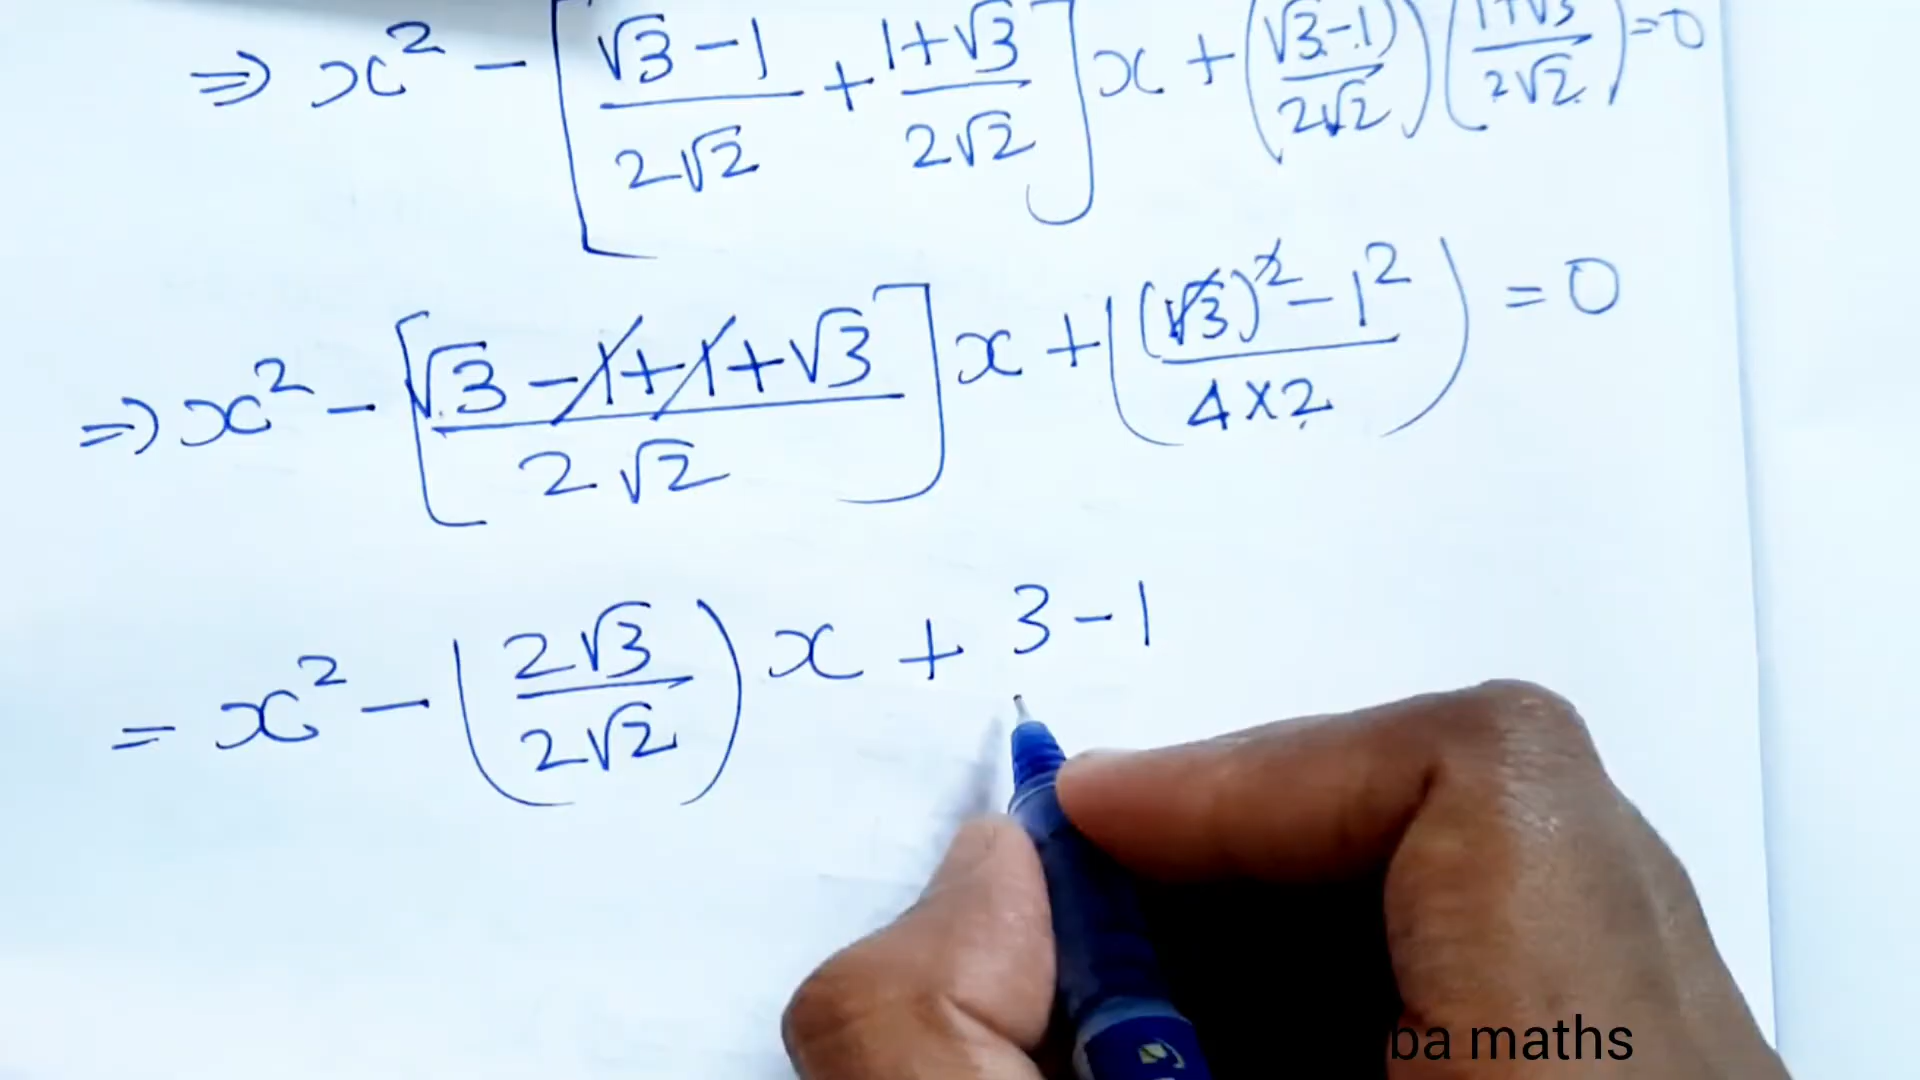 ⇒ x² - [(√3 - 1)/(2√2) + (1+√3)/(2√2)] x + ((√3-1)/(2√2)) ((1+√3)/(2√2)) = 0
⇒ x² - [(√3 - 1 + 1 + √3)/(2√2)] x + (((√3)² - 1²)/(4×2)) = 0
= x² - (2√3/2√2) x + 3 - 1
ba maths